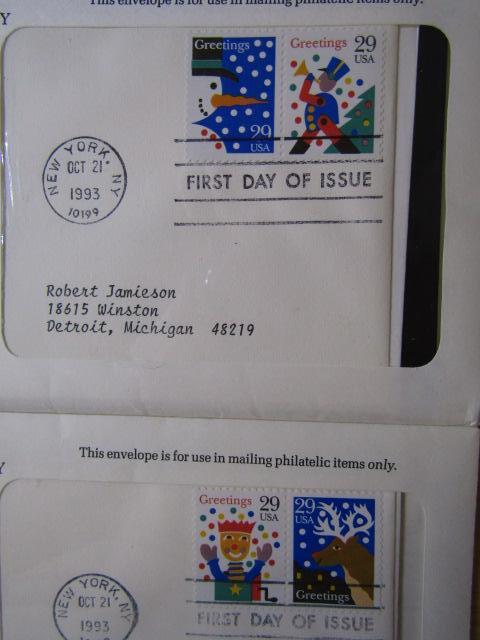 This envelope is for use in mailing philatelic items only.
Y
Greetings
29
USA
Greetings 29
USA
NEW YORK, NY
OCT 21
1993
10199
FIRST DAY OF ISSUE
Robert Jamieson
18615 Winston
Detroit, Michigan 48219
This envelope is for use in mailing philatelic items only.
Y
Greetings 29
USA
29
USA
Greetings
NEW YORK, NY
OCT 21
1993
FIRST DAY OF ISSUE